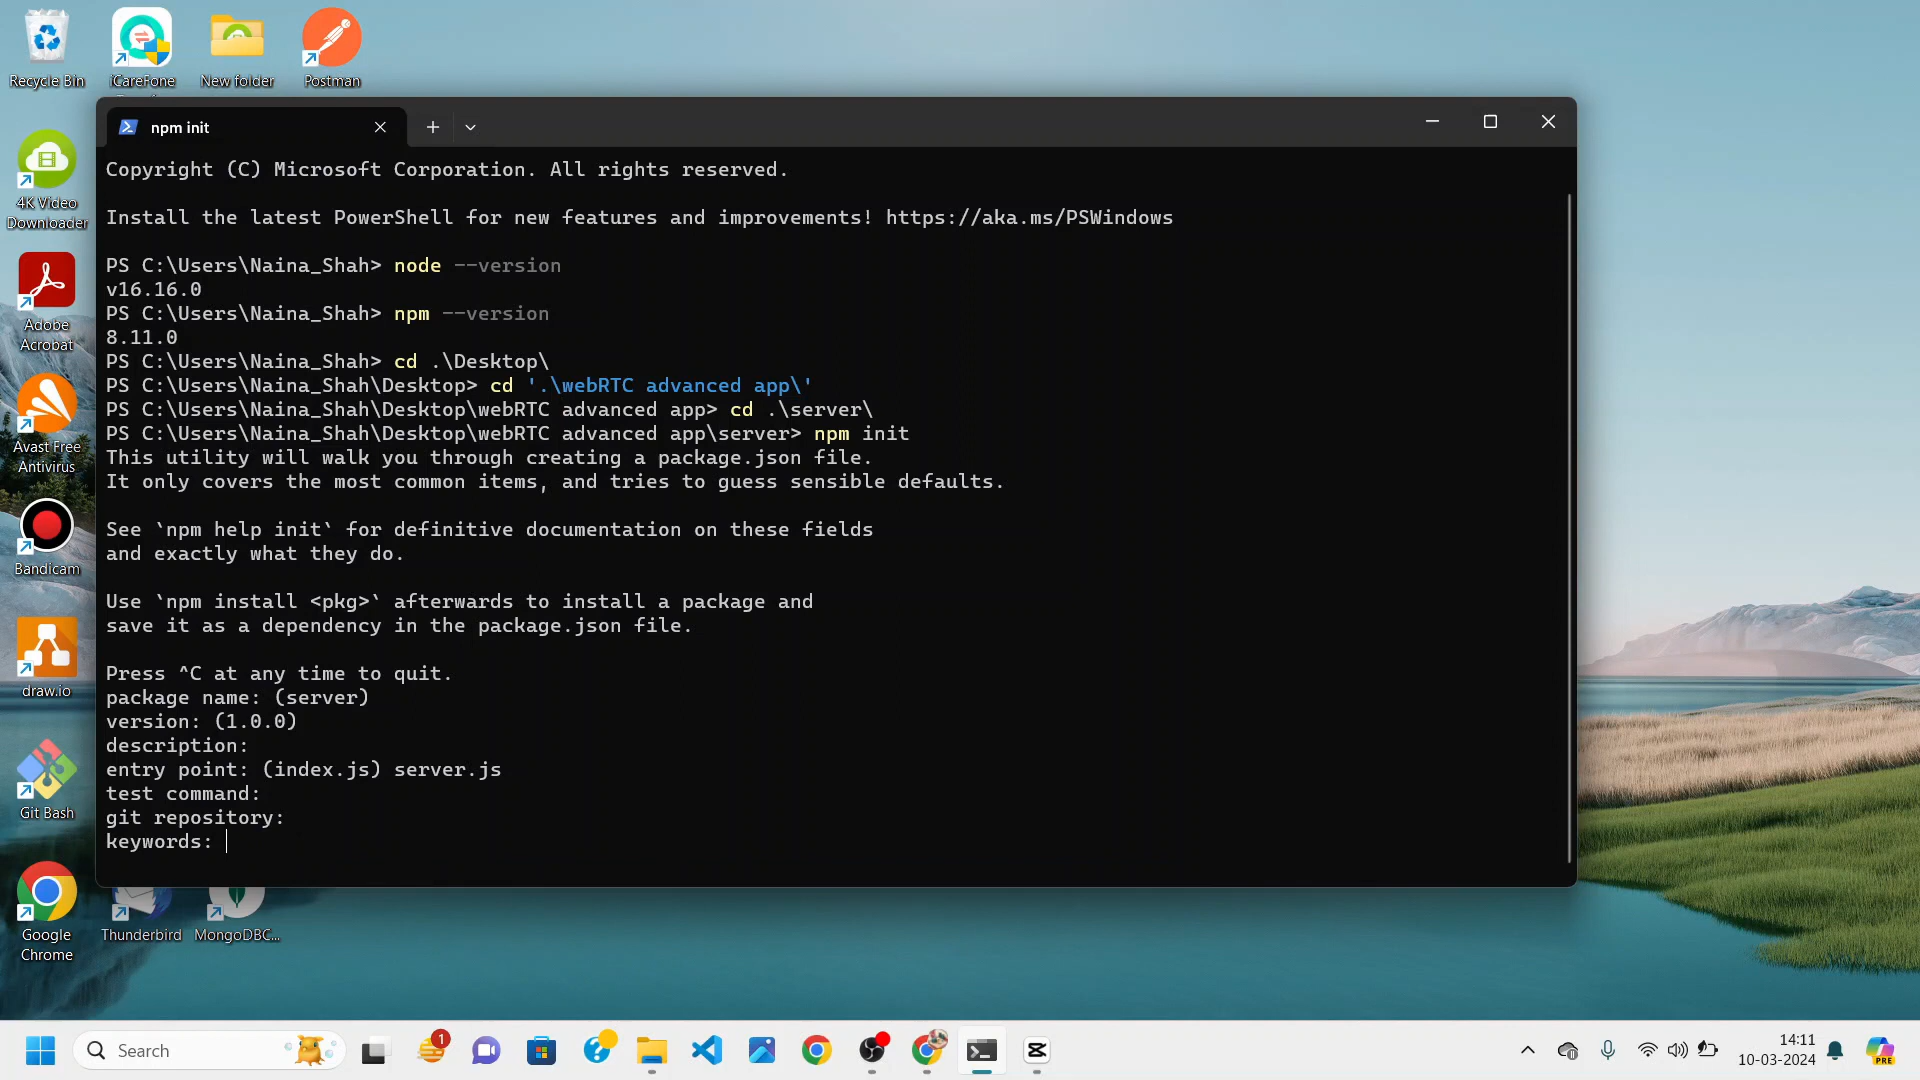 Recycle Bin
iCareFone
New folder
Postman
4K Video
Downloader
Adobe
Acrobat
Avast Free
Antivirus
Bandicam
draw.io
Git Bash
Google
Chrome
Thunderbird
MongoDBC...
npm init
Copyright (C) Microsoft Corporation. All rights reserved.
Install the latest PowerShell for new features and improvements! https://aka.ms/PSWindows
PS C:\Users\Naina_Shah> node --version
v16.16.0
PS C:\Users\Naina_Shah> npm --version
8.11.0
PS C:\Users\Naina_Shah> cd .\Desktop\
PS C:\Users\Naina_Shah\Desktop> cd '.\webRTC advanced app\'
PS C:\Users\Naina_Shah\Desktop\webRTC advanced app> cd .\server\
PS C:\Users\Naina_Shah\Desktop\webRTC advanced app\server> npm init
This utility will walk you through creating a package.json file.
It only covers the most common items, and tries to guess sensible defaults.
See `npm help init` for definitive documentation on these fields
and exactly what they do.
Use `npm install <pkg>` afterwards to install a package and
save it as a dependency in the package.json file.
Press ^C at any time to quit.
package name: (server)
version: (1.0.0)
description:
entry point: (index.js) server.js
test command:
git repository:
keywords:
Search
1
14:11
10-03-2024
PRE